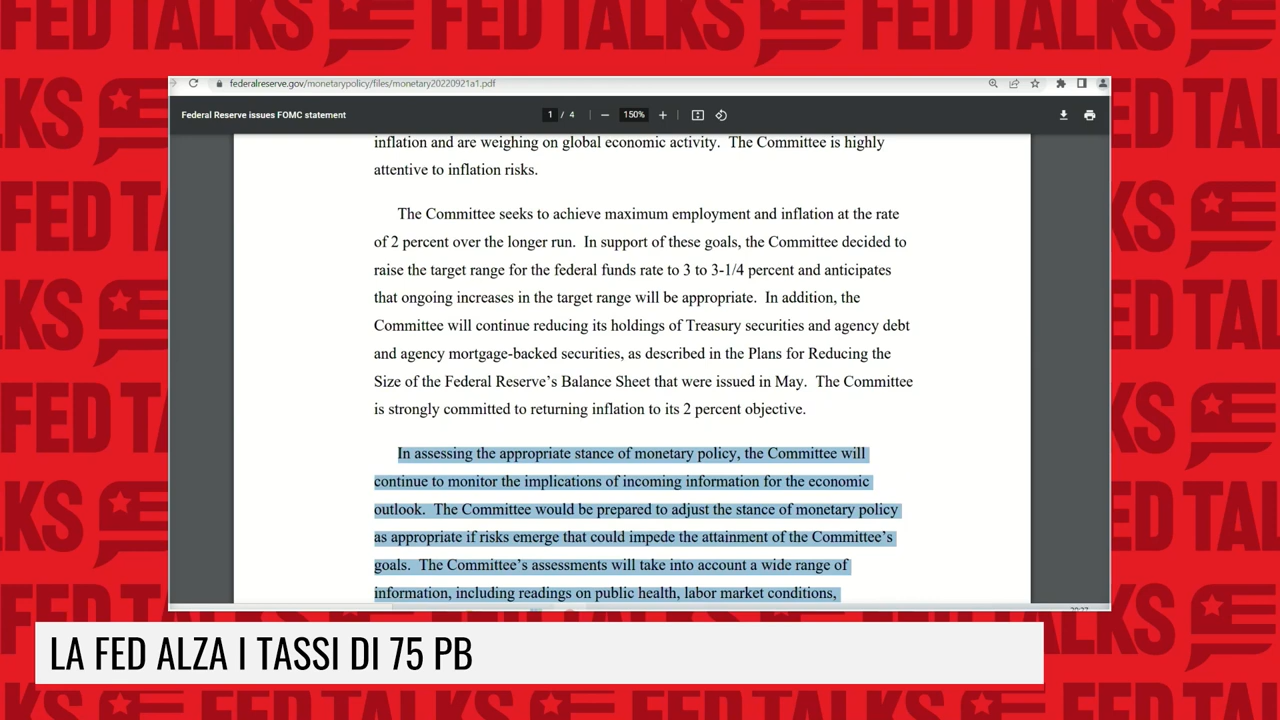 FED TALKS FED TALKS FED TALKS
federalreserve.gov/monetarypolicy/files/monetary20220921a1.pdf
Federal Reserve issues FOMC statement
1 / 4
150%
inflation and are weighing on global economic activity. The Committee is highly
attentive to inflation risks.
The Committee seeks to achieve maximum employment and inflation at the rate
of 2 percent over the longer run. In support of these goals, the Committee decided to
raise the target range for the federal funds rate to 3 to 3-1/4 percent and anticipates
that ongoing increases in the target range will be appropriate. In addition, the
Committee will continue reducing its holdings of Treasury securities and agency debt
and agency mortgage-backed securities, as described in the Plans for Reducing the
Size of the Federal Reserve’s Balance Sheet that were issued in May. The Committee
is strongly committed to returning inflation to its 2 percent objective.
In assessing the appropriate stance of monetary policy, the Committee will
continue to monitor the implications of incoming information for the economic
outlook. The Committee would be prepared to adjust the stance of monetary policy
as appropriate if risks emerge that could impede the attainment of the Committee’s
goals. The Committee’s assessments will take into account a wide range of
information, including readings on public health, labor market conditions,
LA FED ALZA I TASSI DI 75 PB